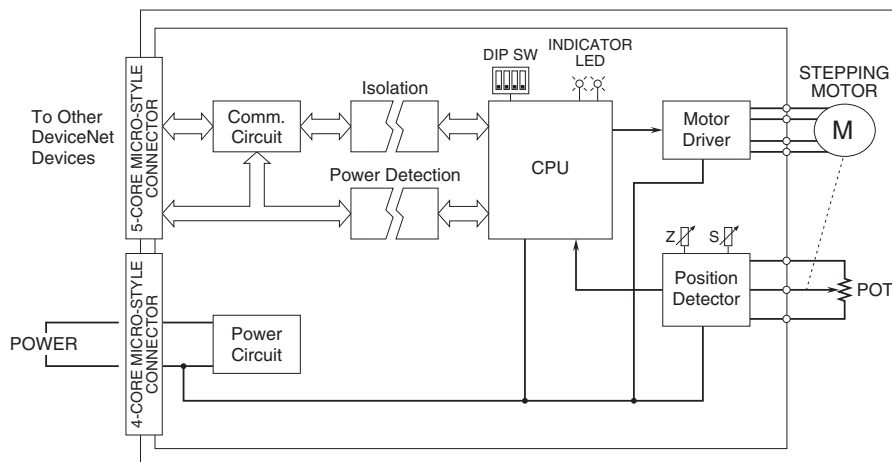 DIP SW
INDICATOR
LED
STEPPING
MOTOR
To Other
DeviceNet
Devices
5-CORE MICRO-STYLE
CONNECTOR
Comm.
Circuit
Isolation
Power Detection
CPU
Motor
Driver
M
Z
S
Position
Detector
POT
POWER
4-CORE MICRO-STYLE
CONNECTOR
Power
Circuit